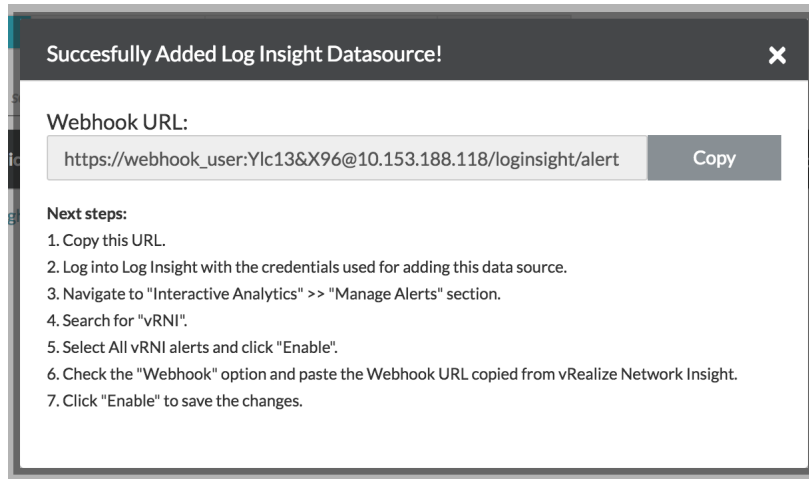 Succesfully Added Log Insight Datasource!
Webhook URL:
https://webhook_user:Ylc13&X96@10.153.188.118/loginsight/alert
Copy
Next steps:
1. Copy this URL.
2. Log into Log Insight with the credentials used for adding this data source.
3. Navigate to "Interactive Analytics" >> "Manage Alerts" section.
4. Search for "vRNI".
5. Select All vRNI alerts and click "Enable".
6. Check the "Webhook" option and paste the Webhook URL copied from vRealize Network Insight.
7. Click "Enable" to save the changes.